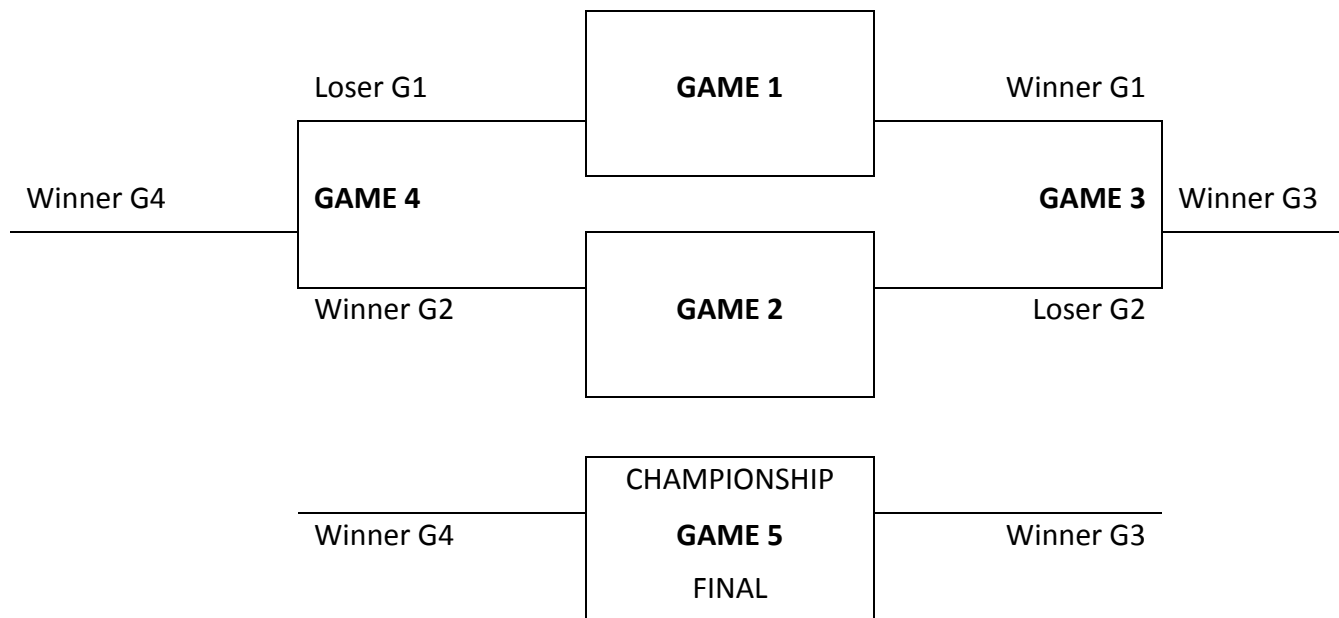 Loser G1 GAME 1 Winner G1
Winner G4 GAME 4 GAME 3 Winner G3
Winner G2 GAME 2 Loser G2
CHAMPIONSHIP
Winner G4 GAME 5 Winner G3
FINAL